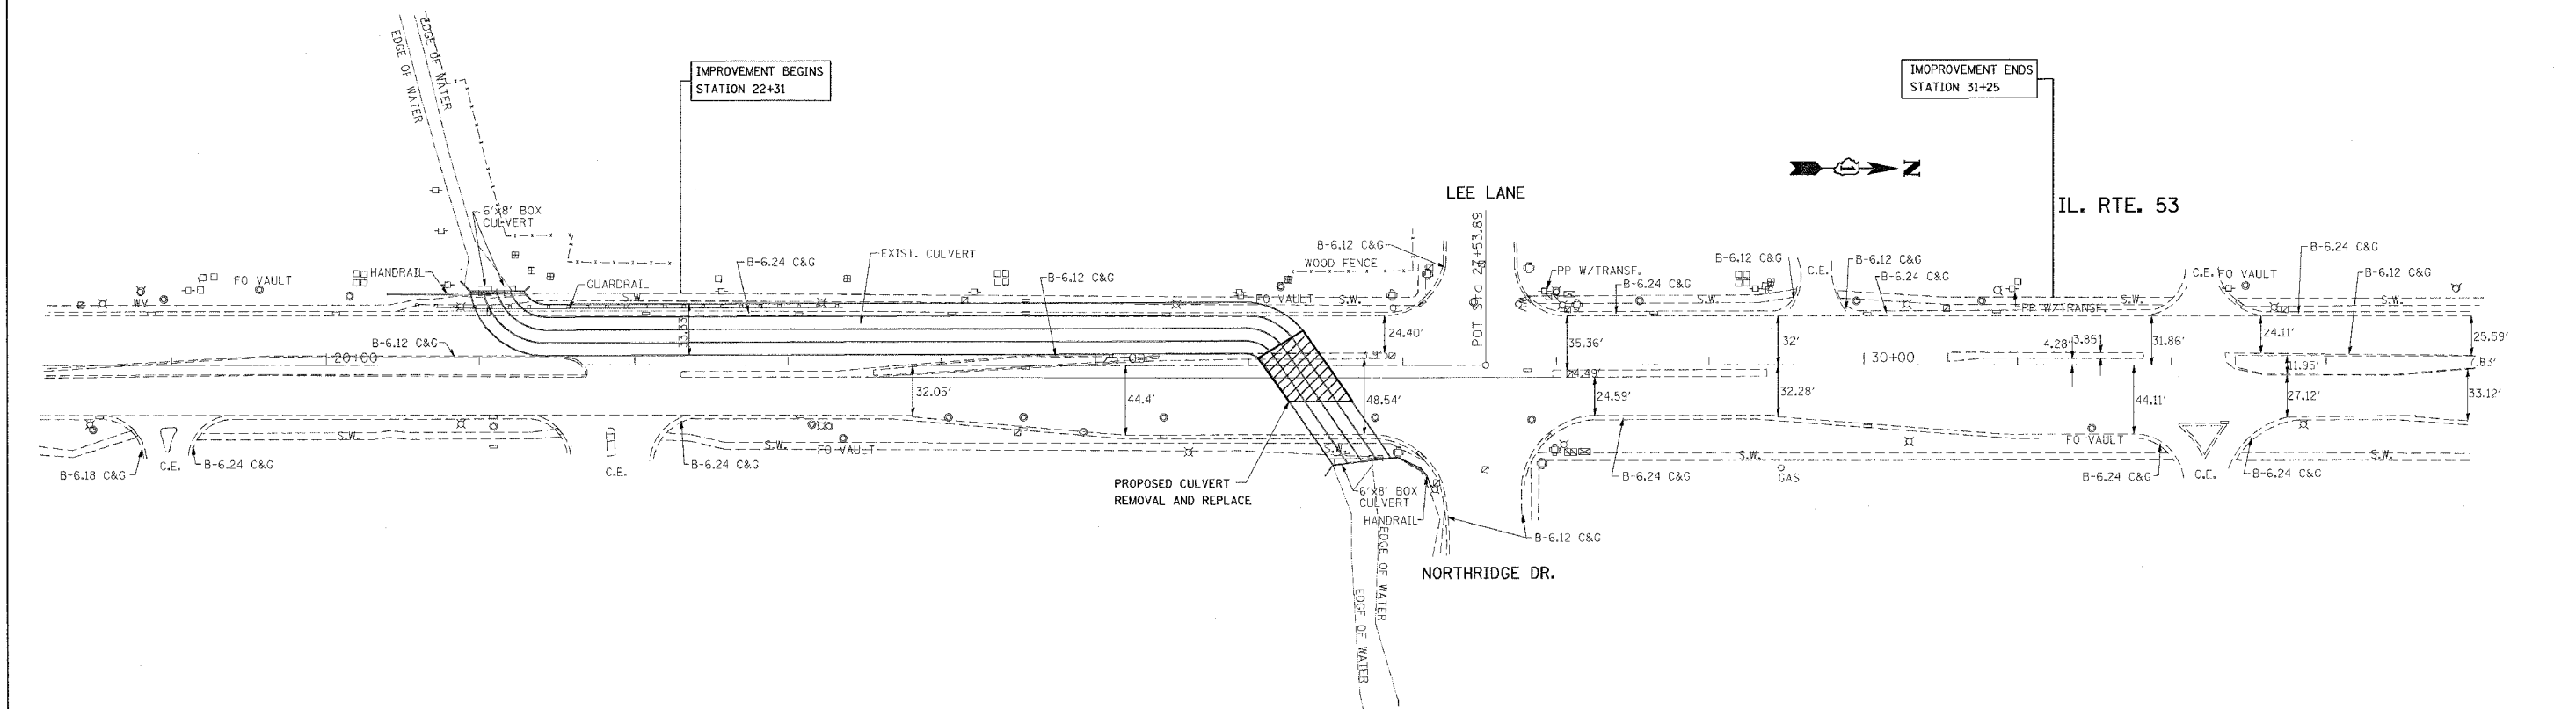 EDGE OF WATER
EDGE OF WATER
IMPROVEMENT BEGINS
STATION 22+31
IMOPROVEMENT ENDS
STATION 31+25
N
LEE LANE
IL. RTE. 53
6'x8' BOX
CULVERT
POT Sta 27+53.89
B-6.12 C&G
WOOD FENCE
B-6.12 C&G
B-6.12 C&G
C.E.
B-6.24 C&G
B-6.24 C&G
EXIST. CULVERT
B-6.24 C&G
HANDRAIL
FO VAULT
GUARDRAIL
S.W.
B-6.12 C&G
PP W/TRANSF.
B-6.24 C&G
C.E.
FO VAULT
B-6.12 C&G
WV
FO VAULT
S.W.
S.W.
S.W.
PP W/TRANSF.
S.W.
33.33'
24.40'
35.36'
32'
4.28'
3.85'
31.86'
24.11'
25.59'
B-6.12 C&G
20+00
25+00
3.9'
30+00
24.49'
11.95'
32.05'
44.4'
48.54'
24.59'
32.28'
44.11'
27.12'
33.12'
S.W.
S.W.
FO VAULT
S.W.
S.W.
FO VAULT
S.W.
B-6.18 C&G
C.E.
B-6.24 C&G
C.E.
B-6.24 C&G
B-6.24 C&G
GAS
B-6.24 C&G
C.E.
B-6.24 C&G
PROPOSED CULVERT
REMOVAL AND REPLACE
6'x8' BOX
CULVERT
HANDRAIL
B-6.12 C&G
NORTHRIDGE DR.
EDGE OF WATER
EDGE OF WATER